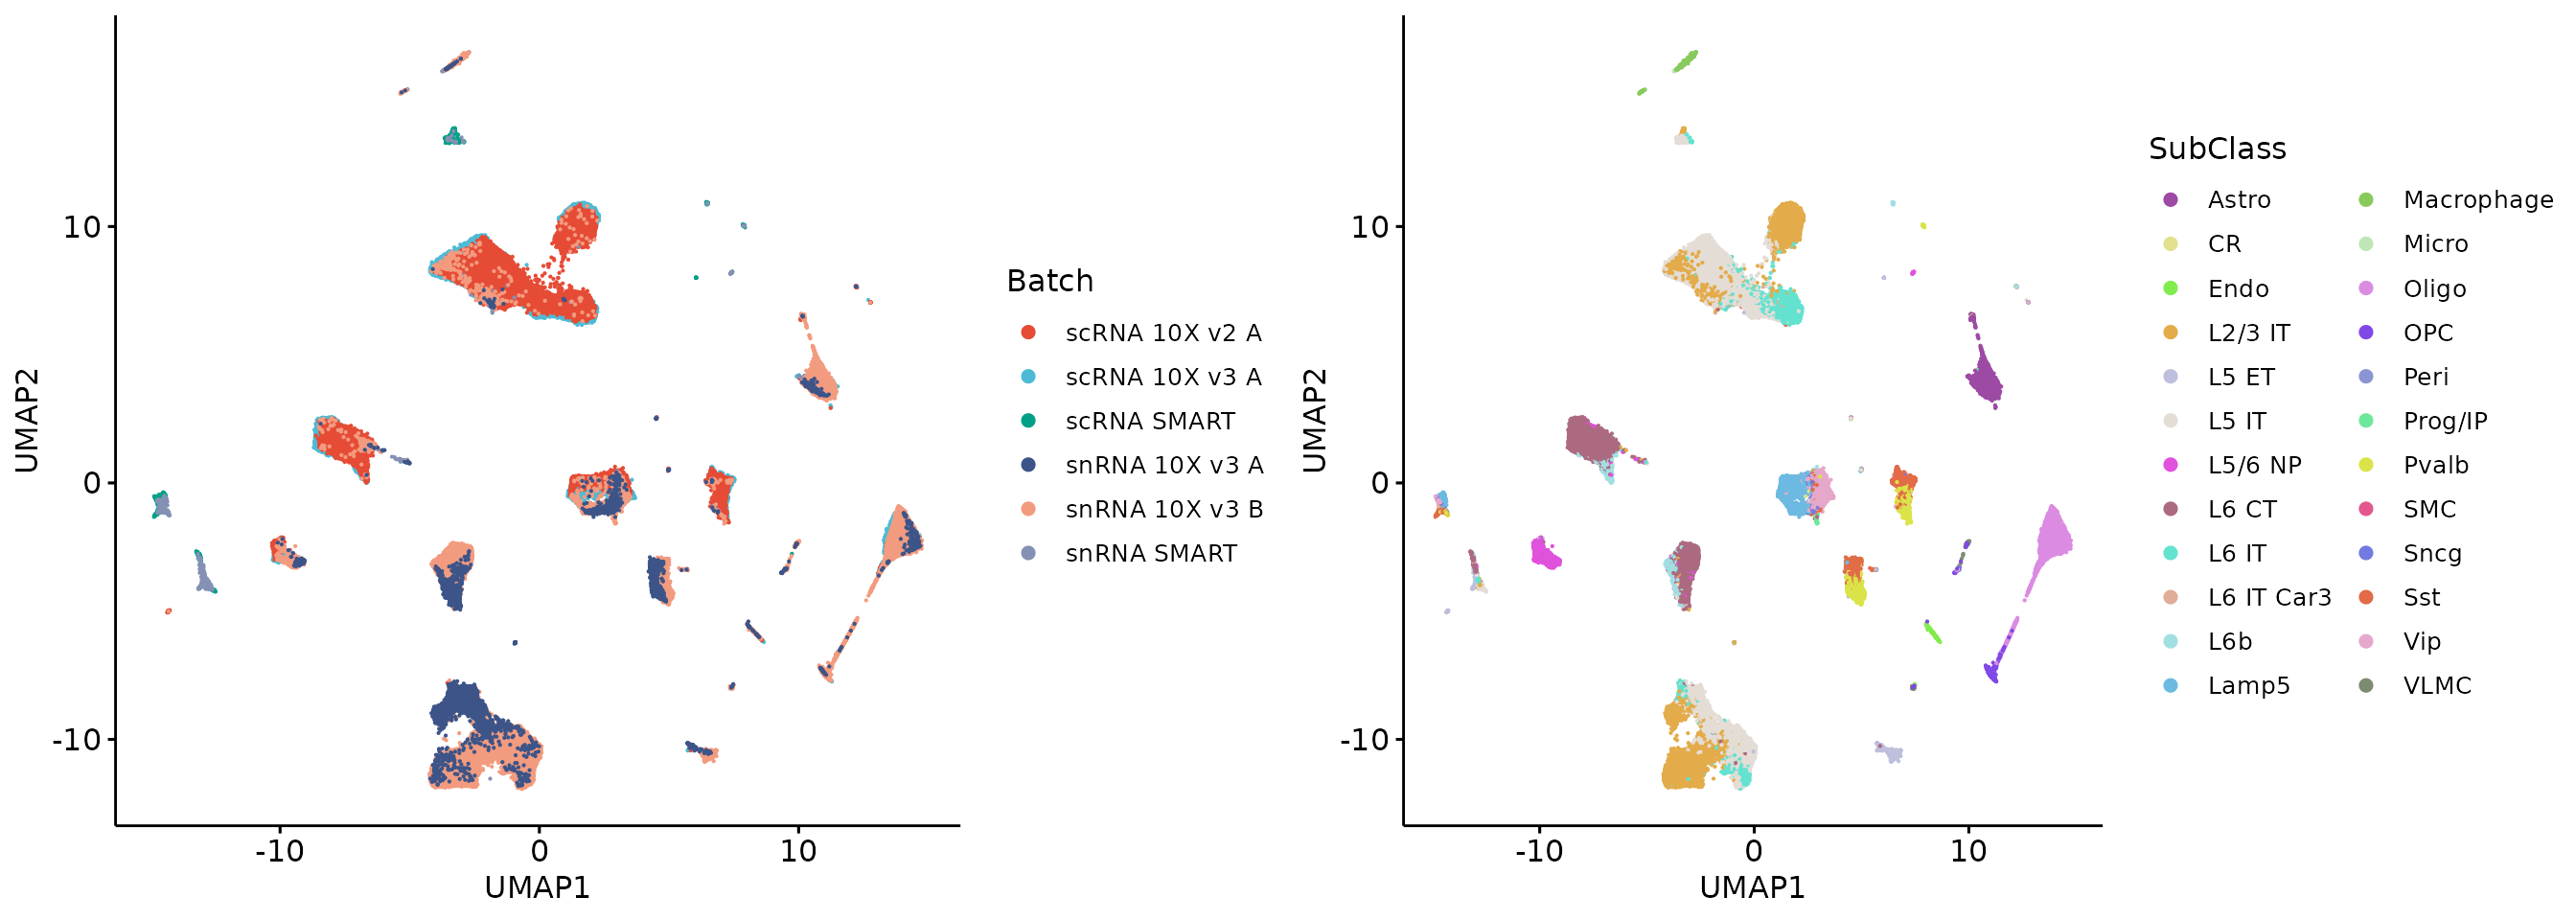 UMAP2
10
0
-10
-10
0
10
UMAP1
Batch
scRNA 10X v2 A
scRNA 10X v3 A
scRNA SMART
snRNA 10X v3 A
snRNA 10X v3 B
snRNA SMART
UMAP2
10
0
-10
-10
0
10
UMAP1
SubClass
Astro
CR
Endo
L2/3 IT
L5 ET
L5 IT
L5/6 NP
L6 CT
L6 IT
L6 IT Car3
L6b
Lamp5
Macrophage
Micro
Oligo
OPC
Peri
Prog/IP
Pvalb
SMC
Sncg
Sst
Vip
VLMC